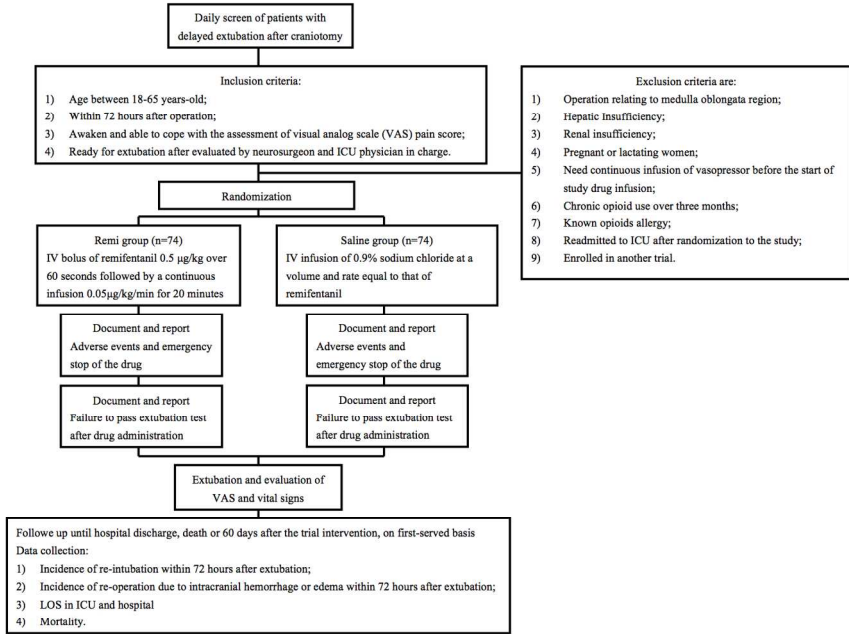 Daily screen of patients with
delayed extubation after craniotomy
Inclusion criteria:
1) Age between 18-65 years-old;
2) Within 72 hours after operation;
3) Awaken and able to cope with the assessment of visual analog scale (VAS) pain score;
4) Ready for extubation after evaluated by neurosurgeon and ICU physician in charge.
Exclusion criteria are:
1) Operation relating to medulla oblongata region;
2) Hepatic Insufficiency;
3) Renal insufficiency;
4) Pregnant or lactating women;
5) Need continuous infusion of vasopressor before the start of
study drug infusion;
6) Chronic opioid use over three months;
7) Known opioids allergy;
8) Readmitted to ICU after randomization to the study;
9) Enrolled in another trial.
Randomization
Remi group (n=74)
IV bolus of remifentanil 0.5 μg/kg over
60 seconds followed by a continuous
infusion 0.05μg/kg/min for 20 minutes
Saline group (n=74)
IV infusion of 0.9% sodium chloride at a
volume and rate equal to that of
remifentanil
Document and report
Adverse events and emergency
stop of the drug
Document and report
Adverse events and
emergency stop of the drug
Document and report
Failure to pass extubation test
after drug administration
Document and report
Failure to pass extubation test
after drug administration
Extubation and evaluation of
VAS and vital signs
Followe up until hospital discharge, death or 60 days after the trial intervention, on first-served basis
Data collection:
1) Incidence of re-intubation within 72 hours after extubation;
2) Incidence of re-operation due to intracranial hemorrhage or edema within 72 hours after extubation;
3) LOS in ICU and hospital
4) Mortality.